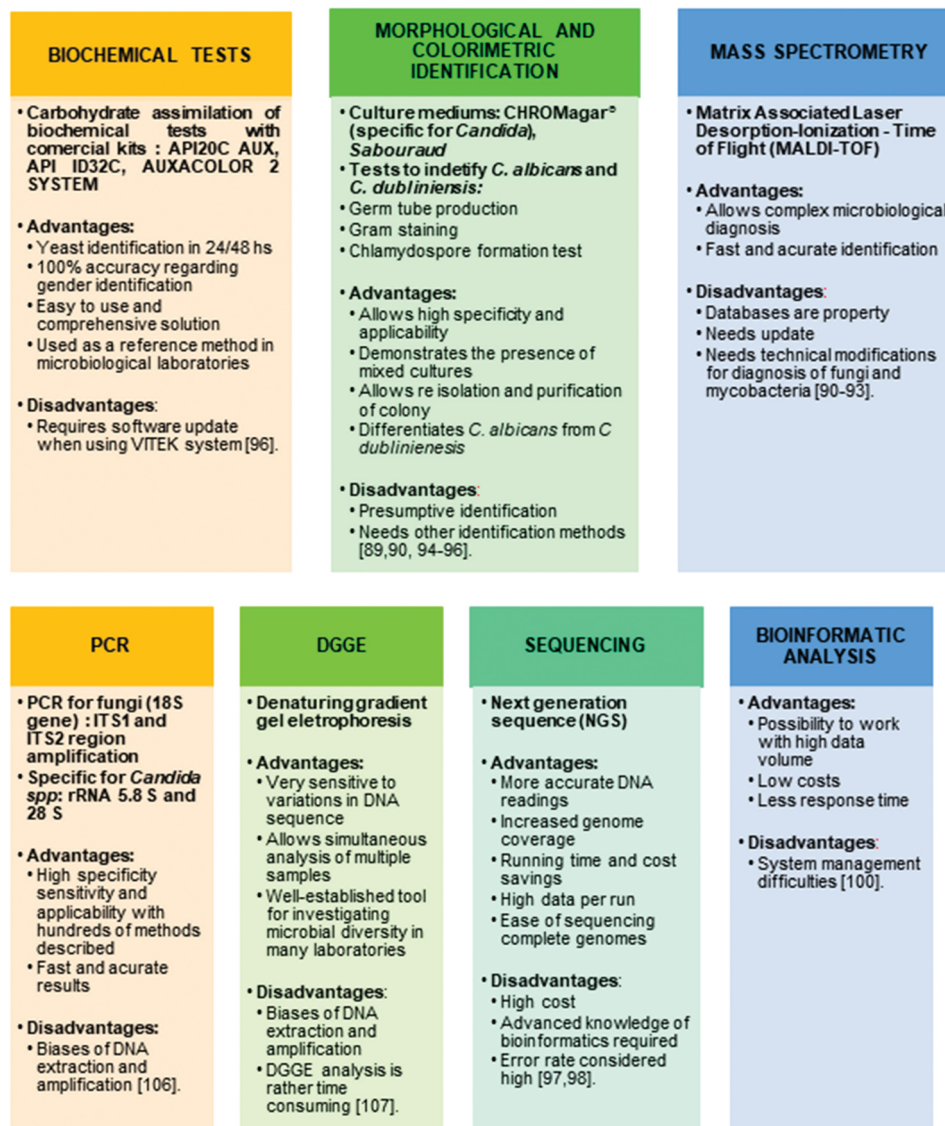 BIOCHEMICAL TESTS
• Carbohydrate assimilation of
biochemical tests with
comercial kits : API20C AUX,
API ID32C, AUXACOLOR 2
SYSTEM
• Advantages:
• Yeast identification in 24/48 hs
• 100% accuracy regarding
gender identification
• Easy to use and
comprehensive solution
• Used as a reference method in
microbiological laboratories
• Disadvantages:
• Requires software update
when using VITEK system [96].
MORPHOLOGICAL AND
COLORIMETRIC
IDENTIFICATION
• Culture mediums: CHROMagar®
(specific for Candida),
Sabouraud
• Tests to indetify C. albicans and
C. dubliniensis:
• Germ tube production
• Gram staining
• Chlamydospore formation test
• Advantages:
• Allows high specificity and
applicability
• Demonstrates the presence of
mixed cultures
• Allows re isolation and purification
of colony
• Differentiates C. albicans from C
dublinienesis
• Disadvantages:
• Presumptive identification
• Needs other identification methods
[89,90, 94-96].
MASS SPECTROMETRY
• Matrix Associated Laser
Desorption-Ionization - Time
of Flight (MALDI-TOF)
• Advantages:
• Allows complex microbiological
diagnosis
• Fast and acurate identification
• Disadvantages:
• Databases are property
• Needs update
• Needs technical modifications
for diagnosis of fungi and
mycobacteria [90-93].
PCR
• PCR for fungi (18S
gene) : ITS1 and
ITS2 region
amplification
• Specific for Candida
spp: rRNA 5.8 S and
28 S
• Advantages:
• High specificity
sensitivity and
applicability with
hundreds of methods
described
• Fast and acurate
results
• Disadvantages:
• Biases of DNA
extraction and
amplification [106].
DGGE
• Denaturing gradient
gel eletrophoresis
• Advantages:
• Very sensitive to
variations in DNA
sequence
• Allows simultaneous
analysis of multiple
samples
• Well-established tool
for investigating
microbial diversity in
many laboratories
• Disadvantages:
• Biases of DNA
extraction and
amplification
• DGGE analysis is
rather time
consuming [107].
SEQUENCING
• Next generation
sequence (NGS)
• Advantages:
• More accurate DNA
readings
• Increased genome
coverage
• Running time and cost
savings
• High data per run
• Ease of sequencing
complete genomes
• Disadvantages:
• High cost
• Advanced knowledge of
bioinformatics required
• Error rate considered
high [97,98].
BIOINFORMATIC
ANALYSIS
• Advantages:
• Possibility to work
with high data
volume
• Low costs
• Less response time
• Disadvantages:
• System management
difficulties [100].